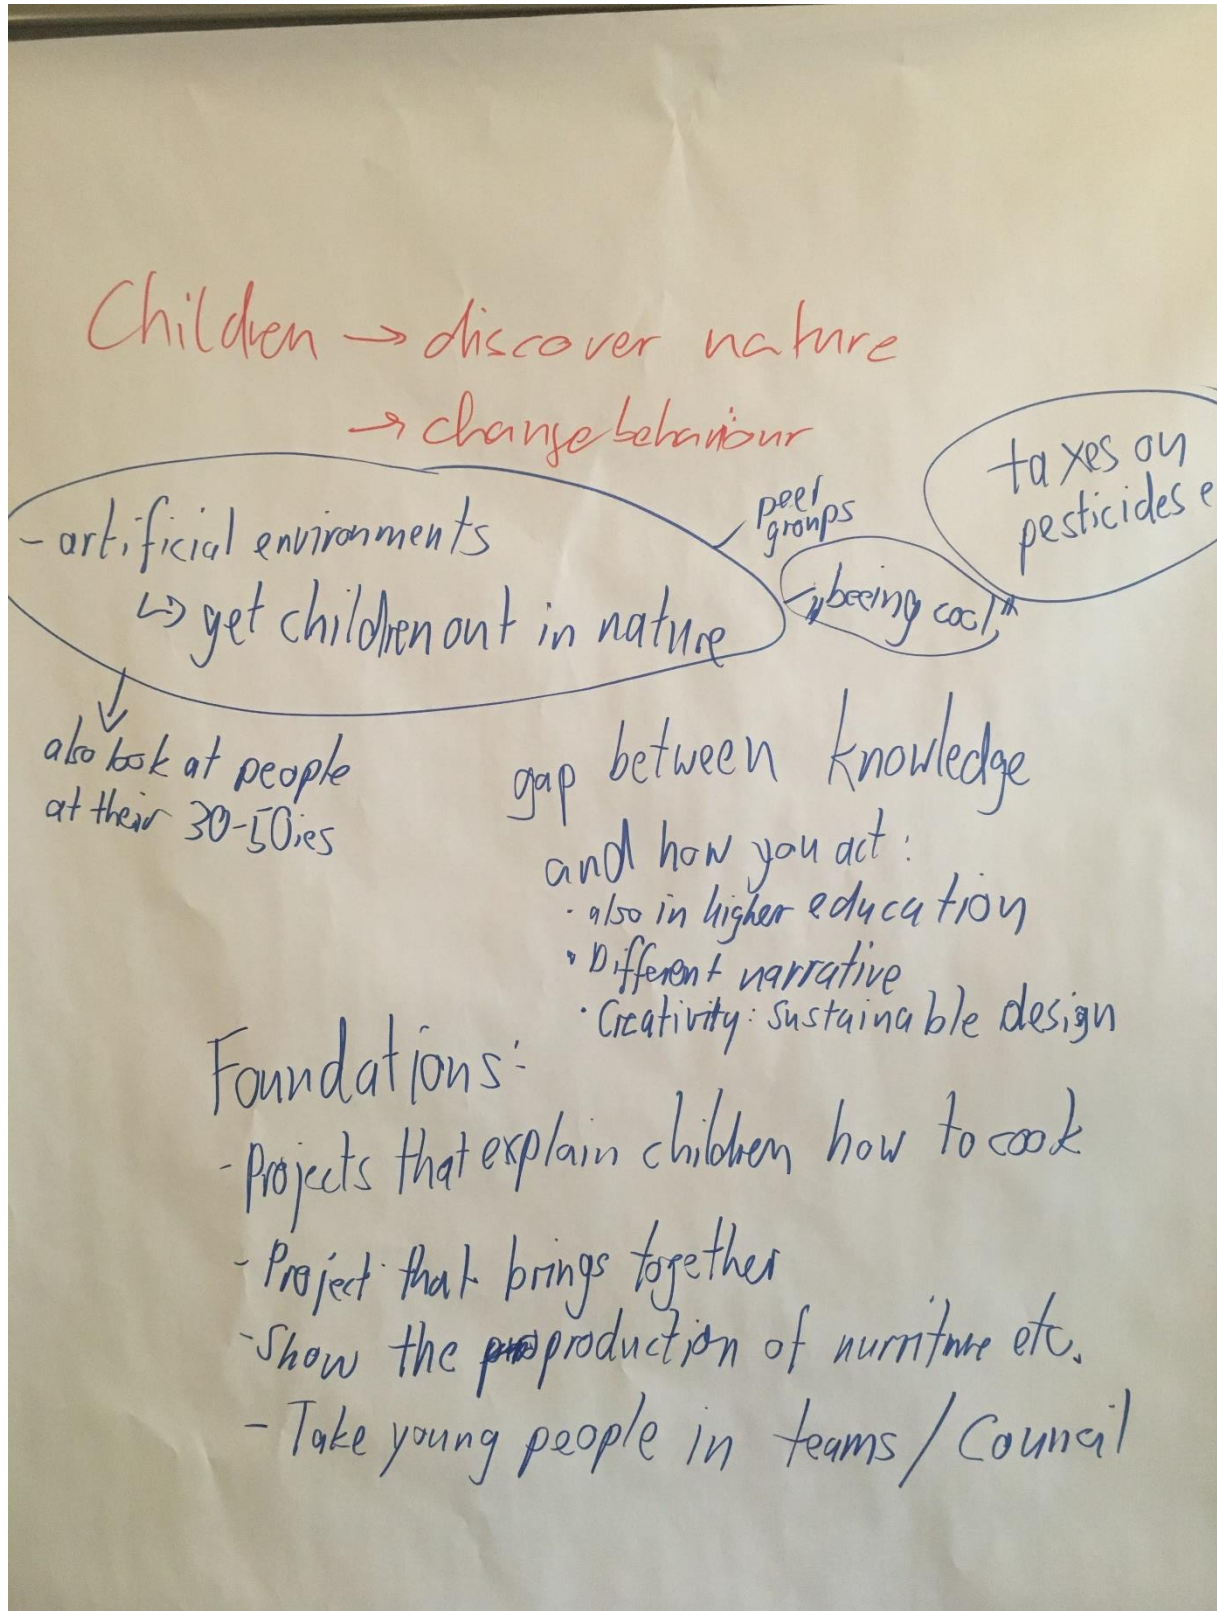 Children → discover nature
→ change behaviour
taxes on
pesticides e
peer
groups
- artificial environments
↳ get children out in nature
- „beeing cool"
also look at people
at their 30-50ies
gap between knowledge
and how you act:
· also in higher education
· Different narrative
· Creativity: sustainable design
Foundations:
- Projects that explain children how to cook
- Project that brings together
- Show the production of nurriture etc.
- Take young people in teams / Council